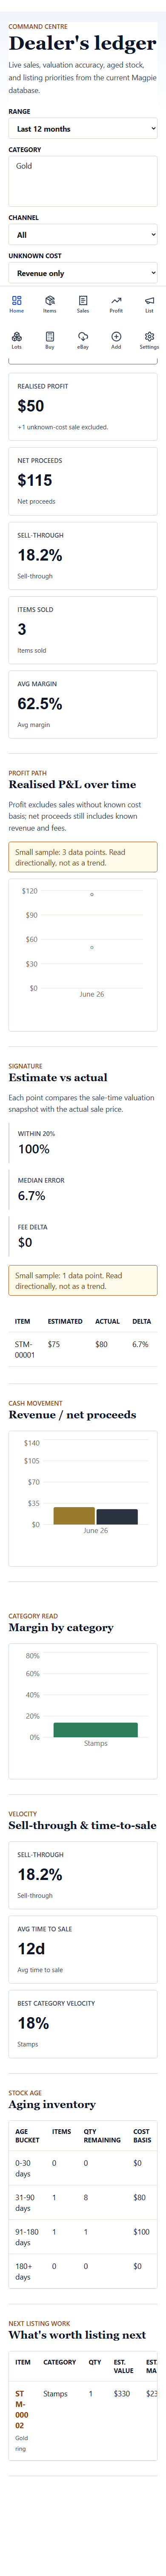 COMMAND CENTRE
Dealer's ledger
Live sales, valuation accuracy, aged stock,
and listing priorities from the current Magpie
database.
RANGE
Last 12 months
CATEGORY
Gold
CHANNEL
All
UNKNOWN COST
Revenue only
Home Items Sales Profit List
Lots Buy eBay Add Settings
REALISED PROFIT
$50
+1 unknown-cost sale excluded.
NET PROCEEDS
$115
Net proceeds
SELL-THROUGH
18.2%
Sell-through
ITEMS SOLD
3
Items sold
AVG MARGIN
62.5%
Avg margin
PROFIT PATH
Realised P&L over time
Profit excludes sales without known cost
basis; net proceeds still includes known
revenue and fees.
Small sample: 3 data points. Read
directionally, not as a trend.
$120
$90
$60
$30
$0
June 26
SIGNATURE
Estimate vs actual
Each point compares the sale-time valuation
snapshot with the actual sale price.
WITHIN 20%
100%
MEDIAN ERROR
6.7%
FEE DELTA
$0
Small sample: 1 data point. Read
directionally, not as a trend.
ITEM ESTIMATED ACTUAL DELTA
STM-
00001 $75 $80 6.7%
CASH MOVEMENT
Revenue / net proceeds
$140
$105
$70
$35
$0
June 26
CATEGORY READ
Margin by category
80%
60%
40%
20%
0%
Stamps
VELOCITY
Sell-through & time-to-sale
SELL-THROUGH
18.2%
Sell-through
AVG TIME TO SALE
12d
Avg time to sale
BEST CATEGORY VELOCITY
18%
Stamps
STOCK AGE
Aging inventory
AGE
BUCKET ITEMS QTY
REMAINING COST
BASIS
0-30
days 0 0 $0
31-90
days 1 8 $80
91-180
days 1 1 $100
180+
days 0 0 $0
NEXT LISTING WORK
What's worth listing next
ITEM CATEGORY QTY EST.
VALUE EST.
MA
ST
M-
000
02 Stamps 1 $330 $23
Gold
ring